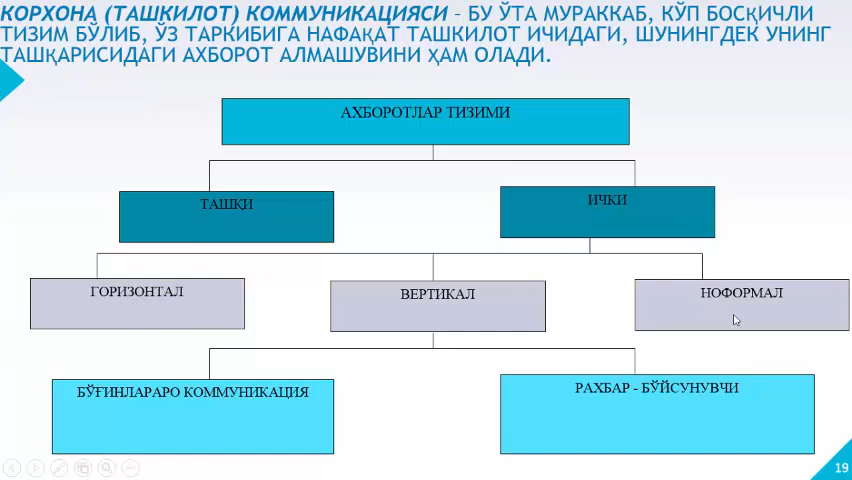 КОРХОНА (ТАШКИЛОТ) КОММУНИКАЦИЯСИ – БУ ЎТА МУРАККАБ, КЎП БОСҚИЧЛИ
ТИЗИМ БЎЛИБ, ЎЗ ТАРКИБИГА НАФАҚАТ ТАШКИЛОТ ИЧИДАГИ, ШУНИНГДЕК УНИНГ
ТАШҚАРИСИДАГИ АХБОРОТ АЛМАШУВИНИ ҲАМ ОЛАДИ.
АХБОРОТЛАР ТИЗИМИ
ТАШҚИ
ИЧКИ
ГОРИЗОНТАЛ
ВЕРТИКАЛ
НОФОРМАЛ
БЎҒИНЛАРАРО КОММУНИКАЦИЯ
РАХБАР - БЎЙСУНУВЧИ
19